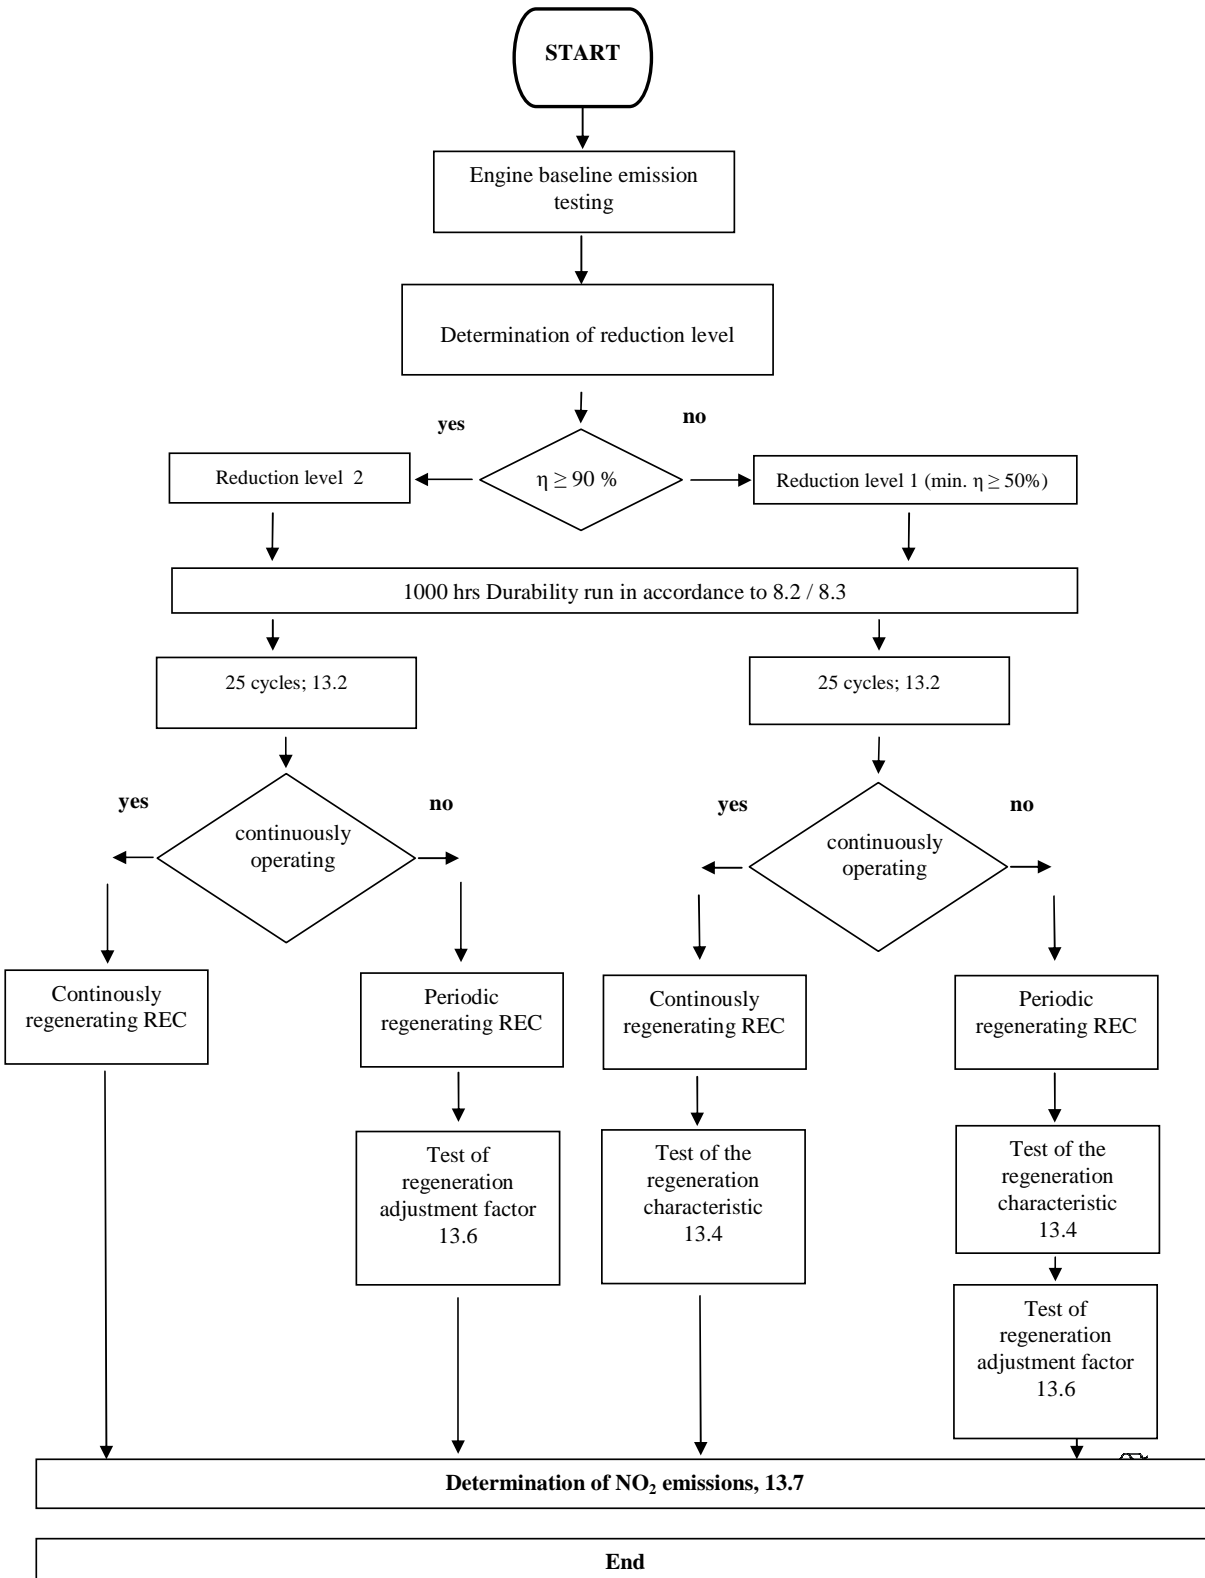 START
Engine baseline emission
testing
Determination of reduction level
yes
no
η ≥ 90 %
Reduction level  2
Reduction level 1 (min. η ≥ 50%)
1000 hrs Durability run in accordance to 8.2 / 8.3
25 cycles; 13.2
25 cycles; 13.2
yes
no
continuously
operating
yes
no
continuously
operating
Continously
regenerating REC
Periodic
regenerating REC
Continously
regenerating REC
Periodic
regenerating REC
Test of
regeneration
adjustment factor
13.6
Test of the
regeneration
characteristic
13.4
Test of the
regeneration
characteristic
13.4
Test of
regeneration
adjustment factor
13.6
Determination of NO₂ emissions, 13.7
End